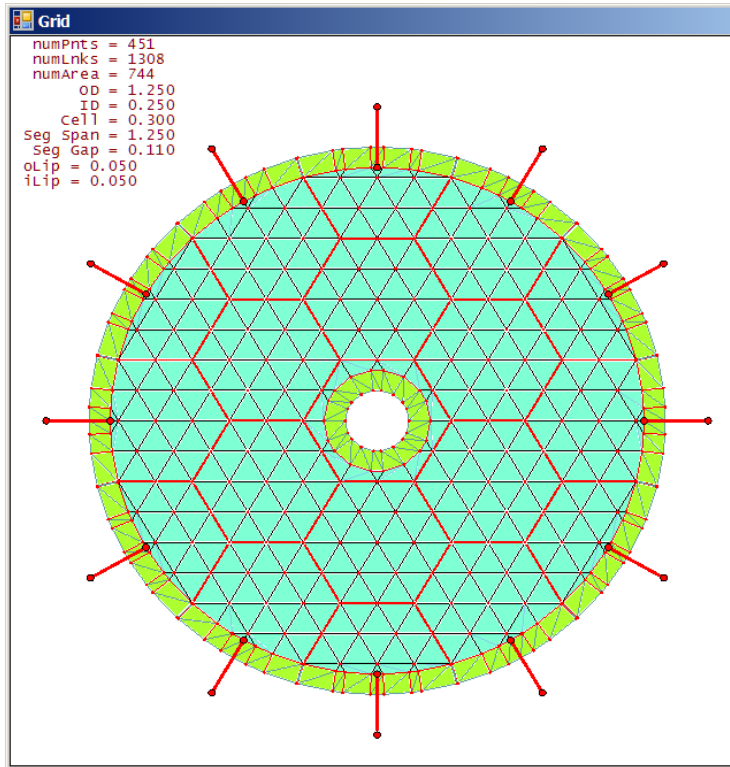 Grid
numPnts = 451
numLnks = 1308
numArea = 744
OD = 1.250
ID = 0.250
Cell = 0.300
Seg Span = 1.250
Seg Gap = 0.110
oLip = 0.050
iLip = 0.050